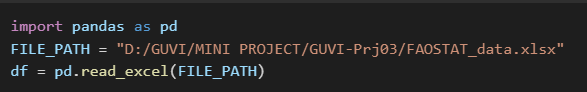 import pandas as pd
FILE_PATH = "D:/GUVI/MINI PROJECT/GUVI-Prj03/FAOSTAT_data.xlsx"
df = pd.read_excel(FILE_PATH)